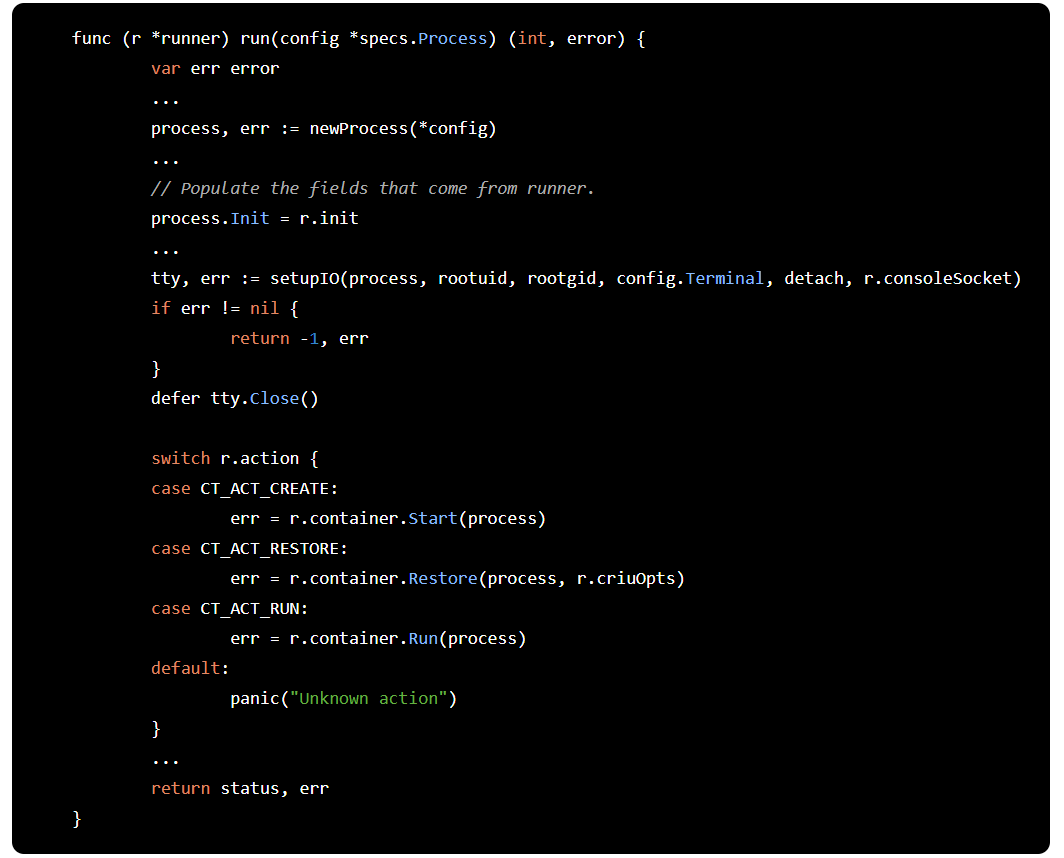 func (r *runner) run(config *specs.Process) (int, error) {
        var err error
        ...
        process, err := newProcess(*config)
        ...
        // Populate the fields that come from runner.
        process.Init = r.init
        ...
        tty, err := setupIO(process, rootuid, rootgid, config.Terminal, detach, r.consoleSocket)
        if err != nil {
                return -1, err
        }
        defer tty.Close()

        switch r.action {
        case CT_ACT_CREATE:
                err = r.container.Start(process)
        case CT_ACT_RESTORE:
                err = r.container.Restore(process, r.criuOpts)
        case CT_ACT_RUN:
                err = r.container.Run(process)
        default:
                panic("Unknown action")
        }
        ...
        return status, err
}